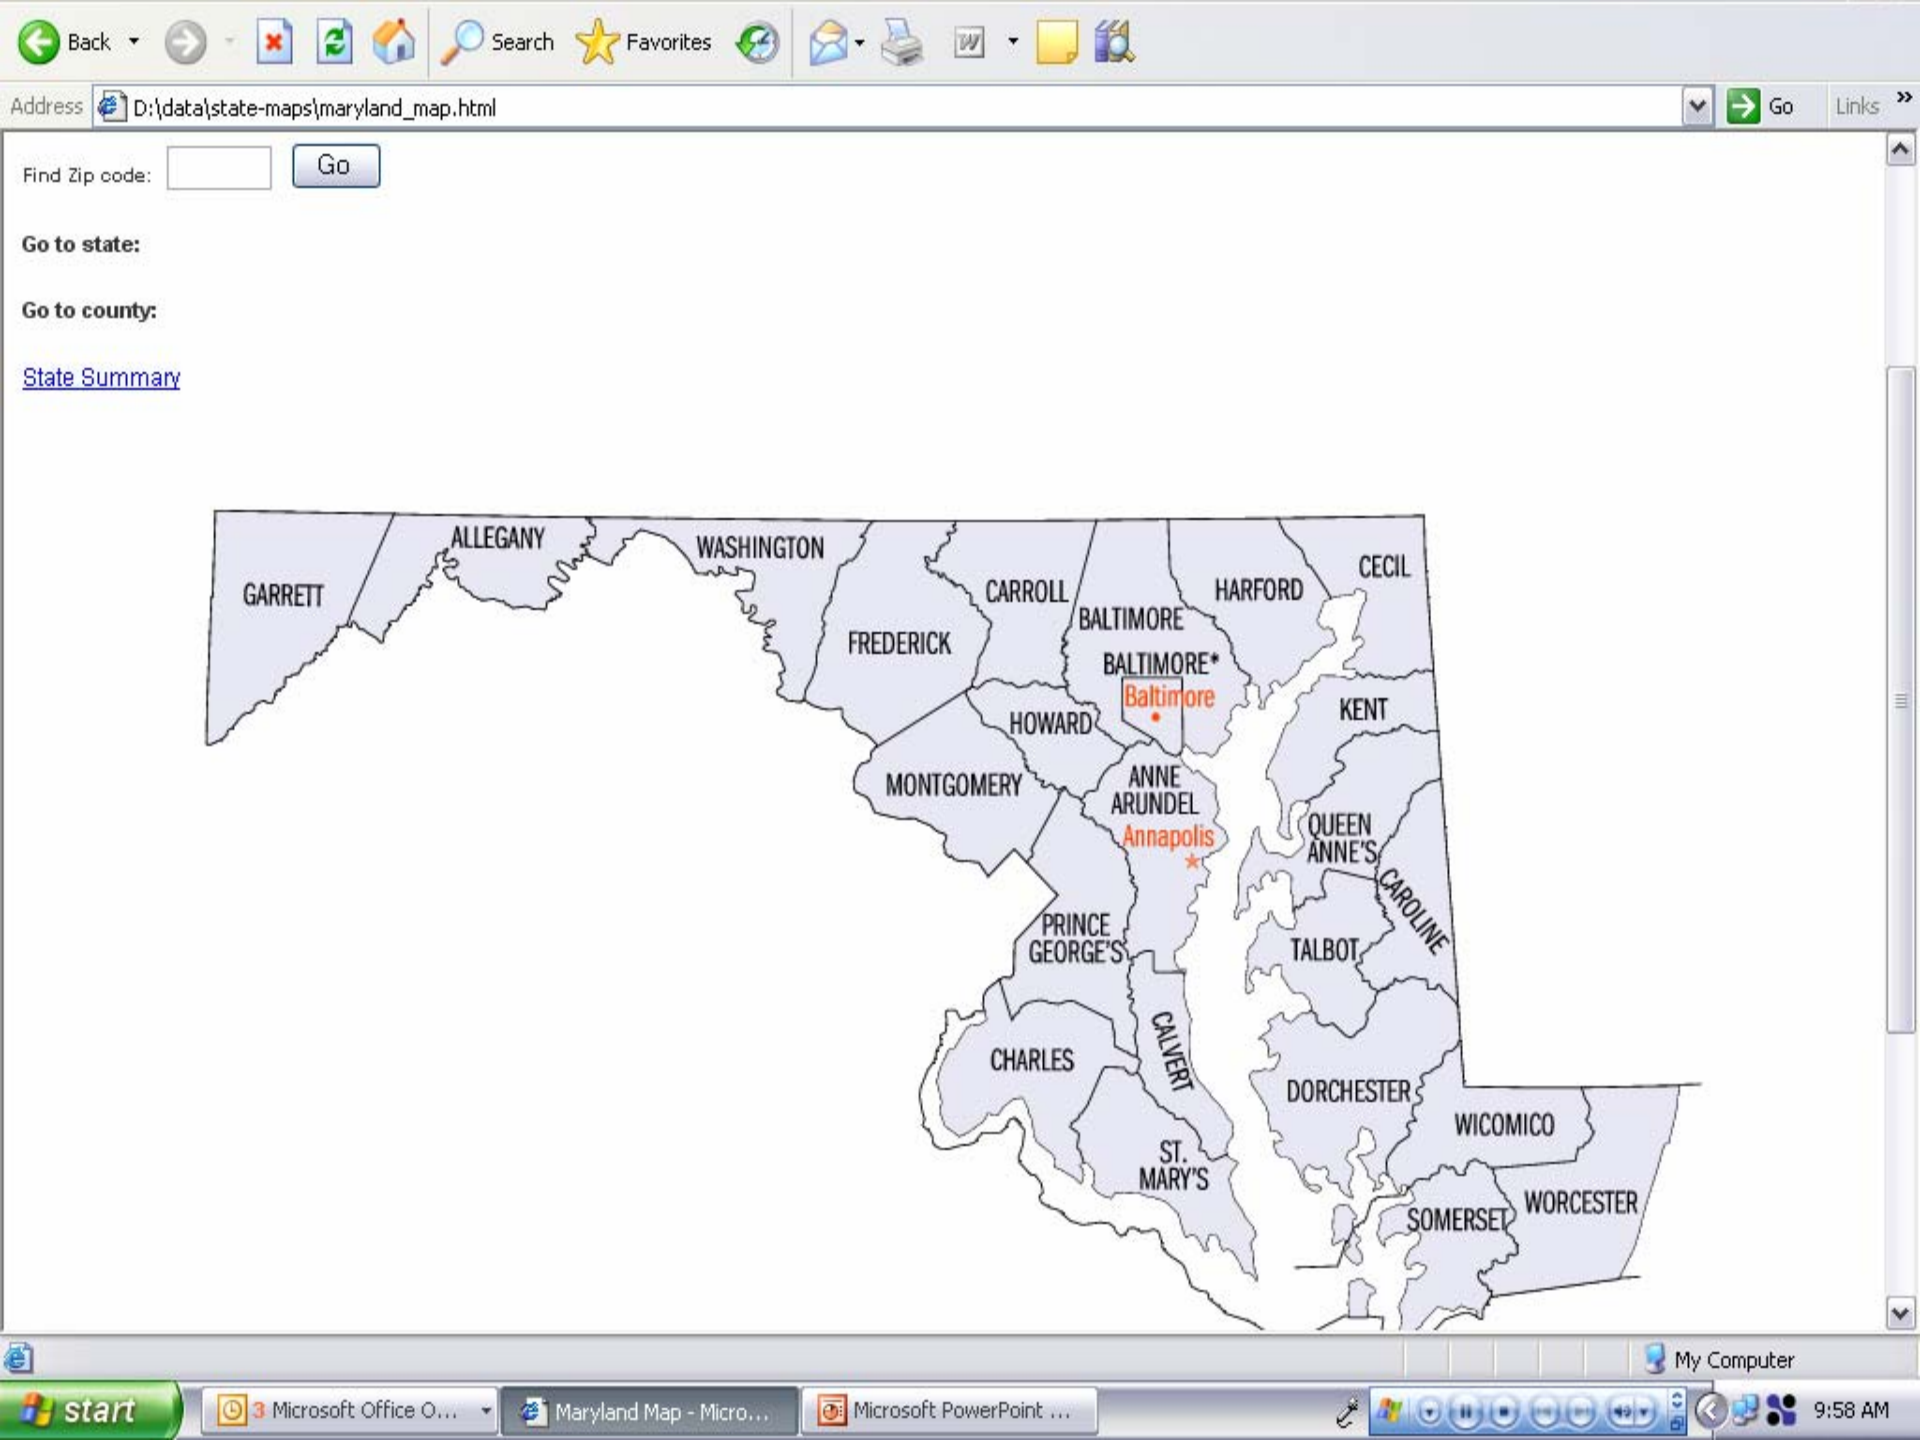 Back
Search
Favorites
W
Address D:\data\state-maps\maryland_map.html Go Links »
Find Zip code: Go
Go to state:
Go to county:
State Summary
GARRETT
ALLEGANY
WASHINGTON
FREDERICK
CARROLL
BALTIMORE
BALTIMORE*
Baltimore
HARFORD
CECIL
KENT
HOWARD
MONTGOMERY
ANNE
ARUNDEL
Annapolis
QUEEN
ANNE'S
CAROLINE
TALBOT
PRINCE
GEORGE'S
CALVERT
CHARLES
ST.
MARY'S
DORCHESTER
WICOMICO
SOMERSET
WORCESTER
My Computer
start
3 Microsoft Office O...
Maryland Map - Micro...
Microsoft PowerPoint ...
9:58 AM